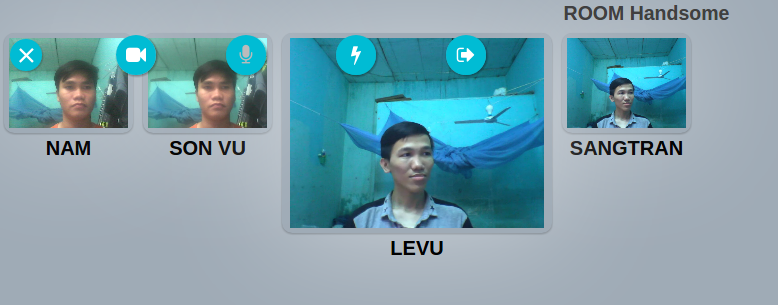 ROOM Handsome
NAM
SON VU
LEVU
SANGTRAN